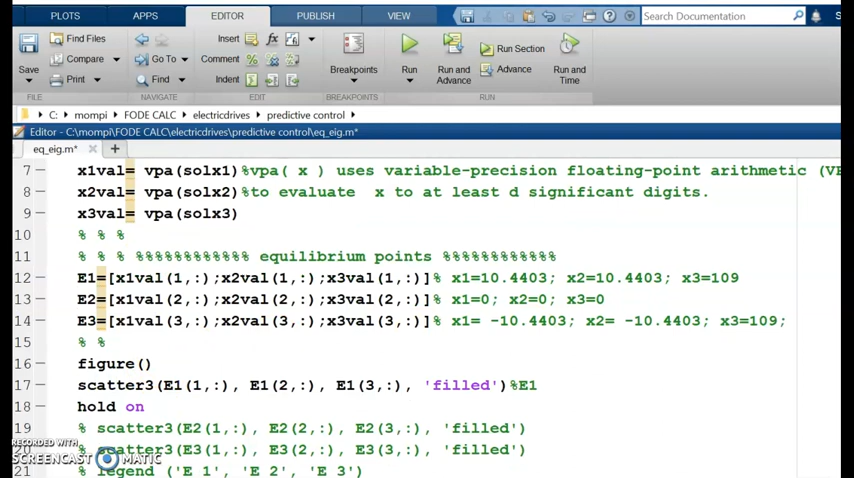 PLOTS APPS EDITOR PUBLISH VIEW Search Documentation
Save Find Files Compare Print Insert fx Comment Indent Go To Find Breakpoints Run Run and Advance Run Section Advance Run and Time
FILE NAVIGATE EDIT BREAKPOINTS RUN
C: mompi FODE CALC electricdrives predictive control
Editor - C:\mompi\FODE CALC\electricdrives\predictive control\eq_eig.m*
eq_eig.m* × +
7 — x1val= vpa(solx1)%vpa( x ) uses variable-precision floating-point arithmetic (V
8 — x2val= vpa(solx2)%to evaluate x to at least d significant digits.
9 — x3val= vpa(solx3)
10 % % %
11 % % % %%%%%%%%%%%% equilibrium points %%%%%%%%%%%%
12 — E1=[x1val(1,:);x2val(1,:);x3val(1,:)]% x1=10.4403; x2=10.4403; x3=109
13 — E2=[x1val(2,:);x2val(2,:);x3val(2,:)]% x1=0; x2=0; x3=0
14 — E3=[x1val(3,:);x2val(3,:);x3val(3,:)]% x1= -10.4403; x2= -10.4403; x3=109;
15 % %
16 — figure()
17 — scatter3(E1(1,:), E1(2,:), E1(3,:), 'filled')%E1
18 — hold on
19 % scatter3(E2(1,:), E2(2,:), E2(3,:), 'filled')
20 % scatter3(E3(1,:), E3(2,:), E3(3,:), 'filled')
21 % legend ('E 1', 'E 2', 'E 3')
RECORDED WITH
SCREENCAST MATIC